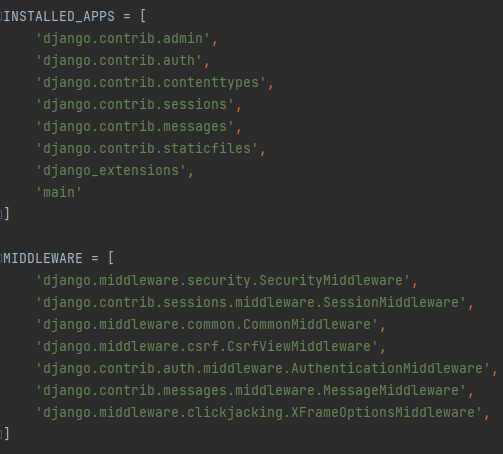 INSTALLED_APPS = [
    'django.contrib.admin',
    'django.contrib.auth',
    'django.contrib.contenttypes',
    'django.contrib.sessions',
    'django.contrib.messages',
    'django.contrib.staticfiles',
    'django_extensions',
    'main'
]
MIDDLEWARE = [
    'django.middleware.security.SecurityMiddleware',
    'django.contrib.sessions.middleware.SessionMiddleware',
    'django.middleware.common.CommonMiddleware',
    'django.middleware.csrf.CsrfViewMiddleware',
    'django.contrib.auth.middleware.AuthenticationMiddleware',
    'django.contrib.messages.middleware.MessageMiddleware',
    'django.middleware.clickjacking.XFrameOptionsMiddleware',
]